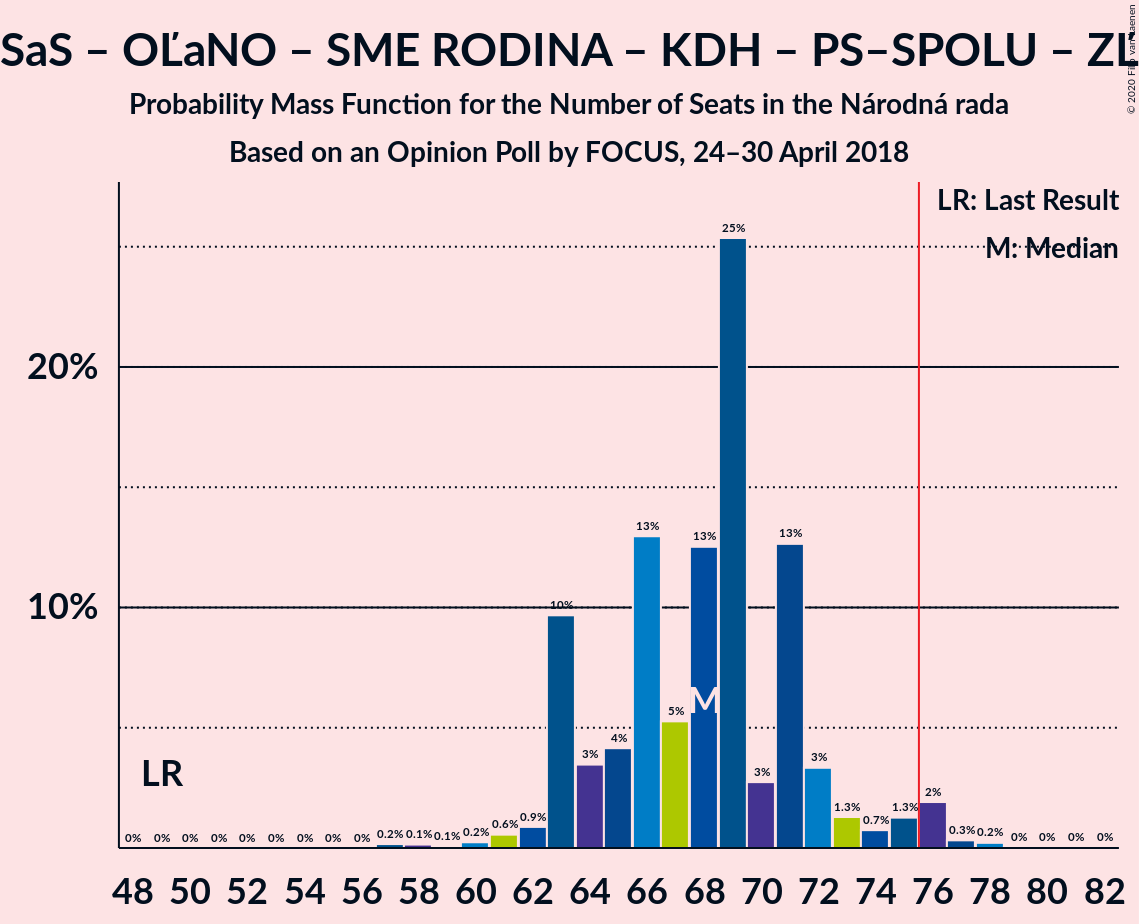 SaS – OĽaNO – SME RODINA – KDH – PS–SPOLU – ZĽ
Probability Mass Function for the Number of Seats in the Národná rada
Based on an Opinion Poll by FOCUS, 24–30 April 2018
© 2020 Filip van Laenen
LR: Last Result
M: Median
25%
20%
13% 13% 13%
10%
10%
M
5%
4%
3% 3% 3%
LR
2%
0% 0% 0% 0% 0% 0% 0% 0% 0% 0.2% 0.1% 0.1% 0.2% 0.6% 0.9% 1.3% 0.7% 1.3% 0.3% 0.2% 0% 0% 0% 0%
48 50 52 54 56 58 60 62 64 66 68 70 72 74 76 78 80 82